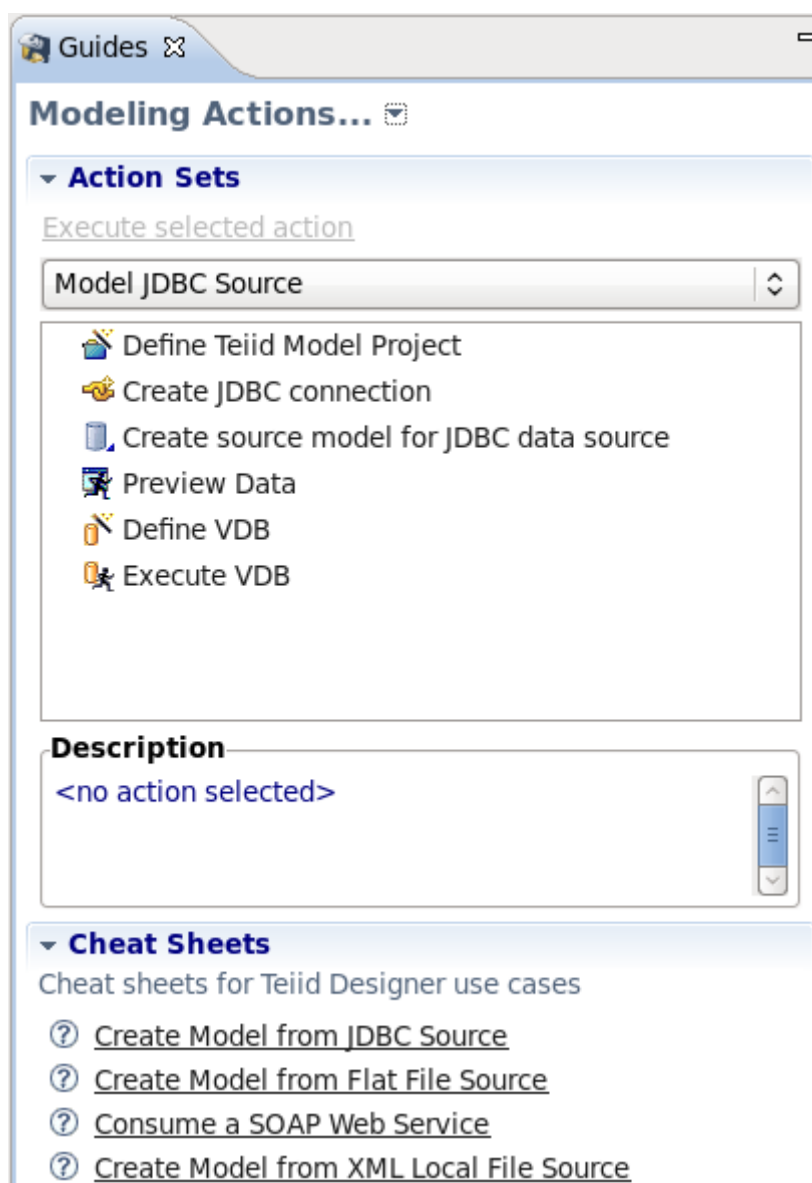 Guides
Modeling Actions...
Action Sets
Execute selected action
Model JDBC Source
Define Teiid Model Project
Create JDBC connection
Create source model for JDBC data source
Preview Data
Define VDB
Execute VDB
Description
<no action selected>
Cheat Sheets
Cheat sheets for Teiid Designer use cases
Create Model from JDBC Source
Create Model from Flat File Source
Consume a SOAP Web Service
Create Model from XML Local File Source